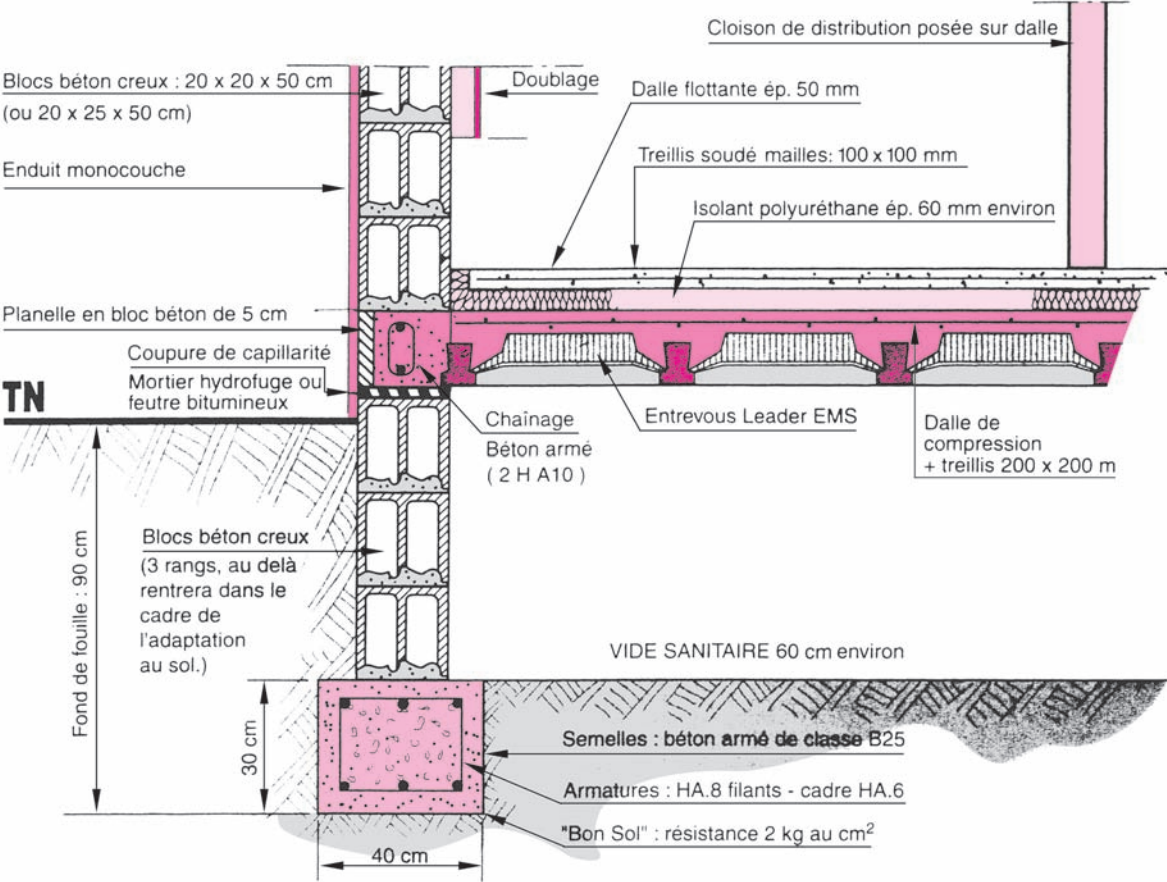 Cloison de distribution posée sur dalle
Blocs béton creux : 20 x 20 x 50 cm
(ou 20 x 25 x 50 cm)
Doublage
Dalle flottante ép. 50 mm
Enduit monocouche
Treillis soudé mailles: 100 x 100 mm
Isolant polyuréthane ép. 60 mm environ
Planelle en bloc béton de 5 cm
Coupure de capillarité
Mortier hydrofuge ou
feutre bitumineux
TN
Chaînage
Béton armé
( 2 H A10 )
Entrevous Leader EMS
Dalle de
compression
+ treillis 200 x 200 m
Fond de fouille : 90 cm
Blocs béton creux
(3 rangs, au delà
rentrera dans le
cadre de
l'adaptation
au sol.)
VIDE SANITAIRE 60 cm environ
30 cm
Semelles : béton armé de classe B25
Armatures : HA.8 filants - cadre HA.6
"Bon Sol" : résistance 2 kg au cm²
40 cm